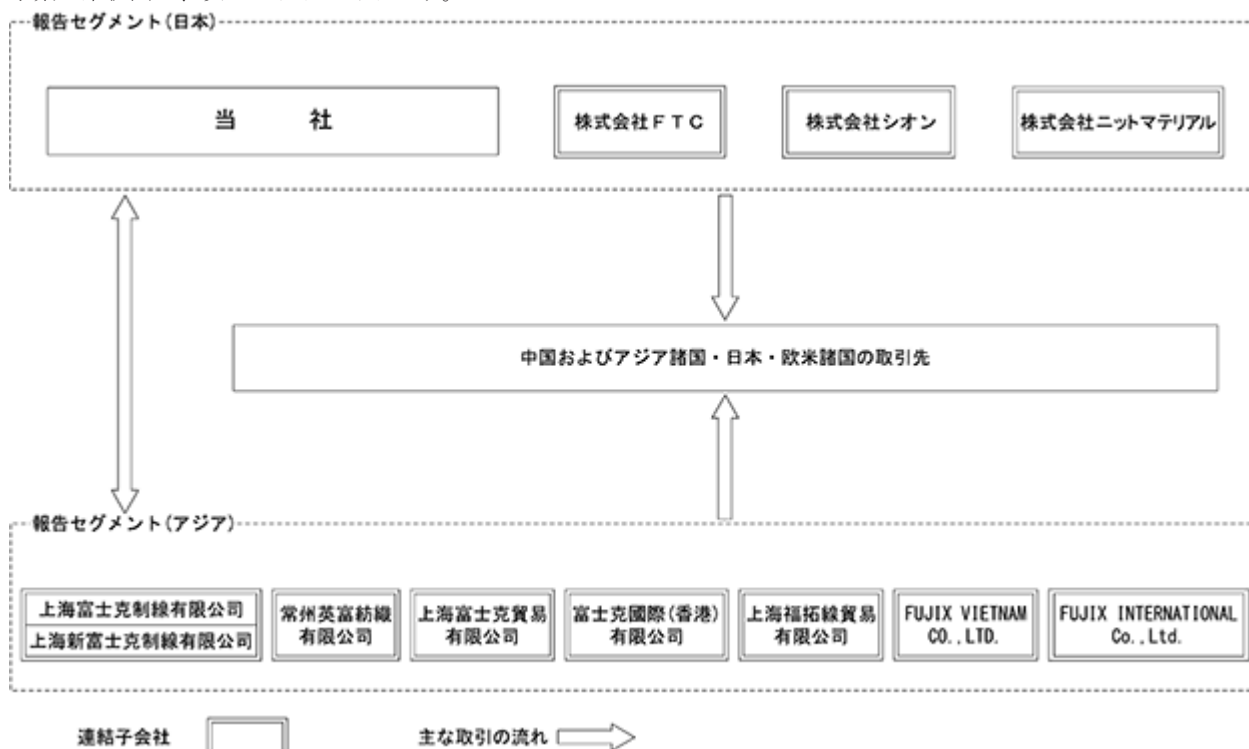 報告セグメント(日本)
当 社
株式会社FTC
株式会社シオン
株式会社ニットマテリアル
中国およびアジア諸国・日本・欧米諸国の取引先
報告セグメント(アジア)
上海富士克制線有限公司
上海新富士克制線有限公司
常州英富紡織
有限公司
上海富士克貿易
有限公司
富士克國際(香港)
有限公司
上海福拓線貿易
有限公司
FUJIX VIETNAM
CO.,LTD.
FUJIX INTERNATIONAL
Co.,Ltd.
連結子会社
主な取引の流れ